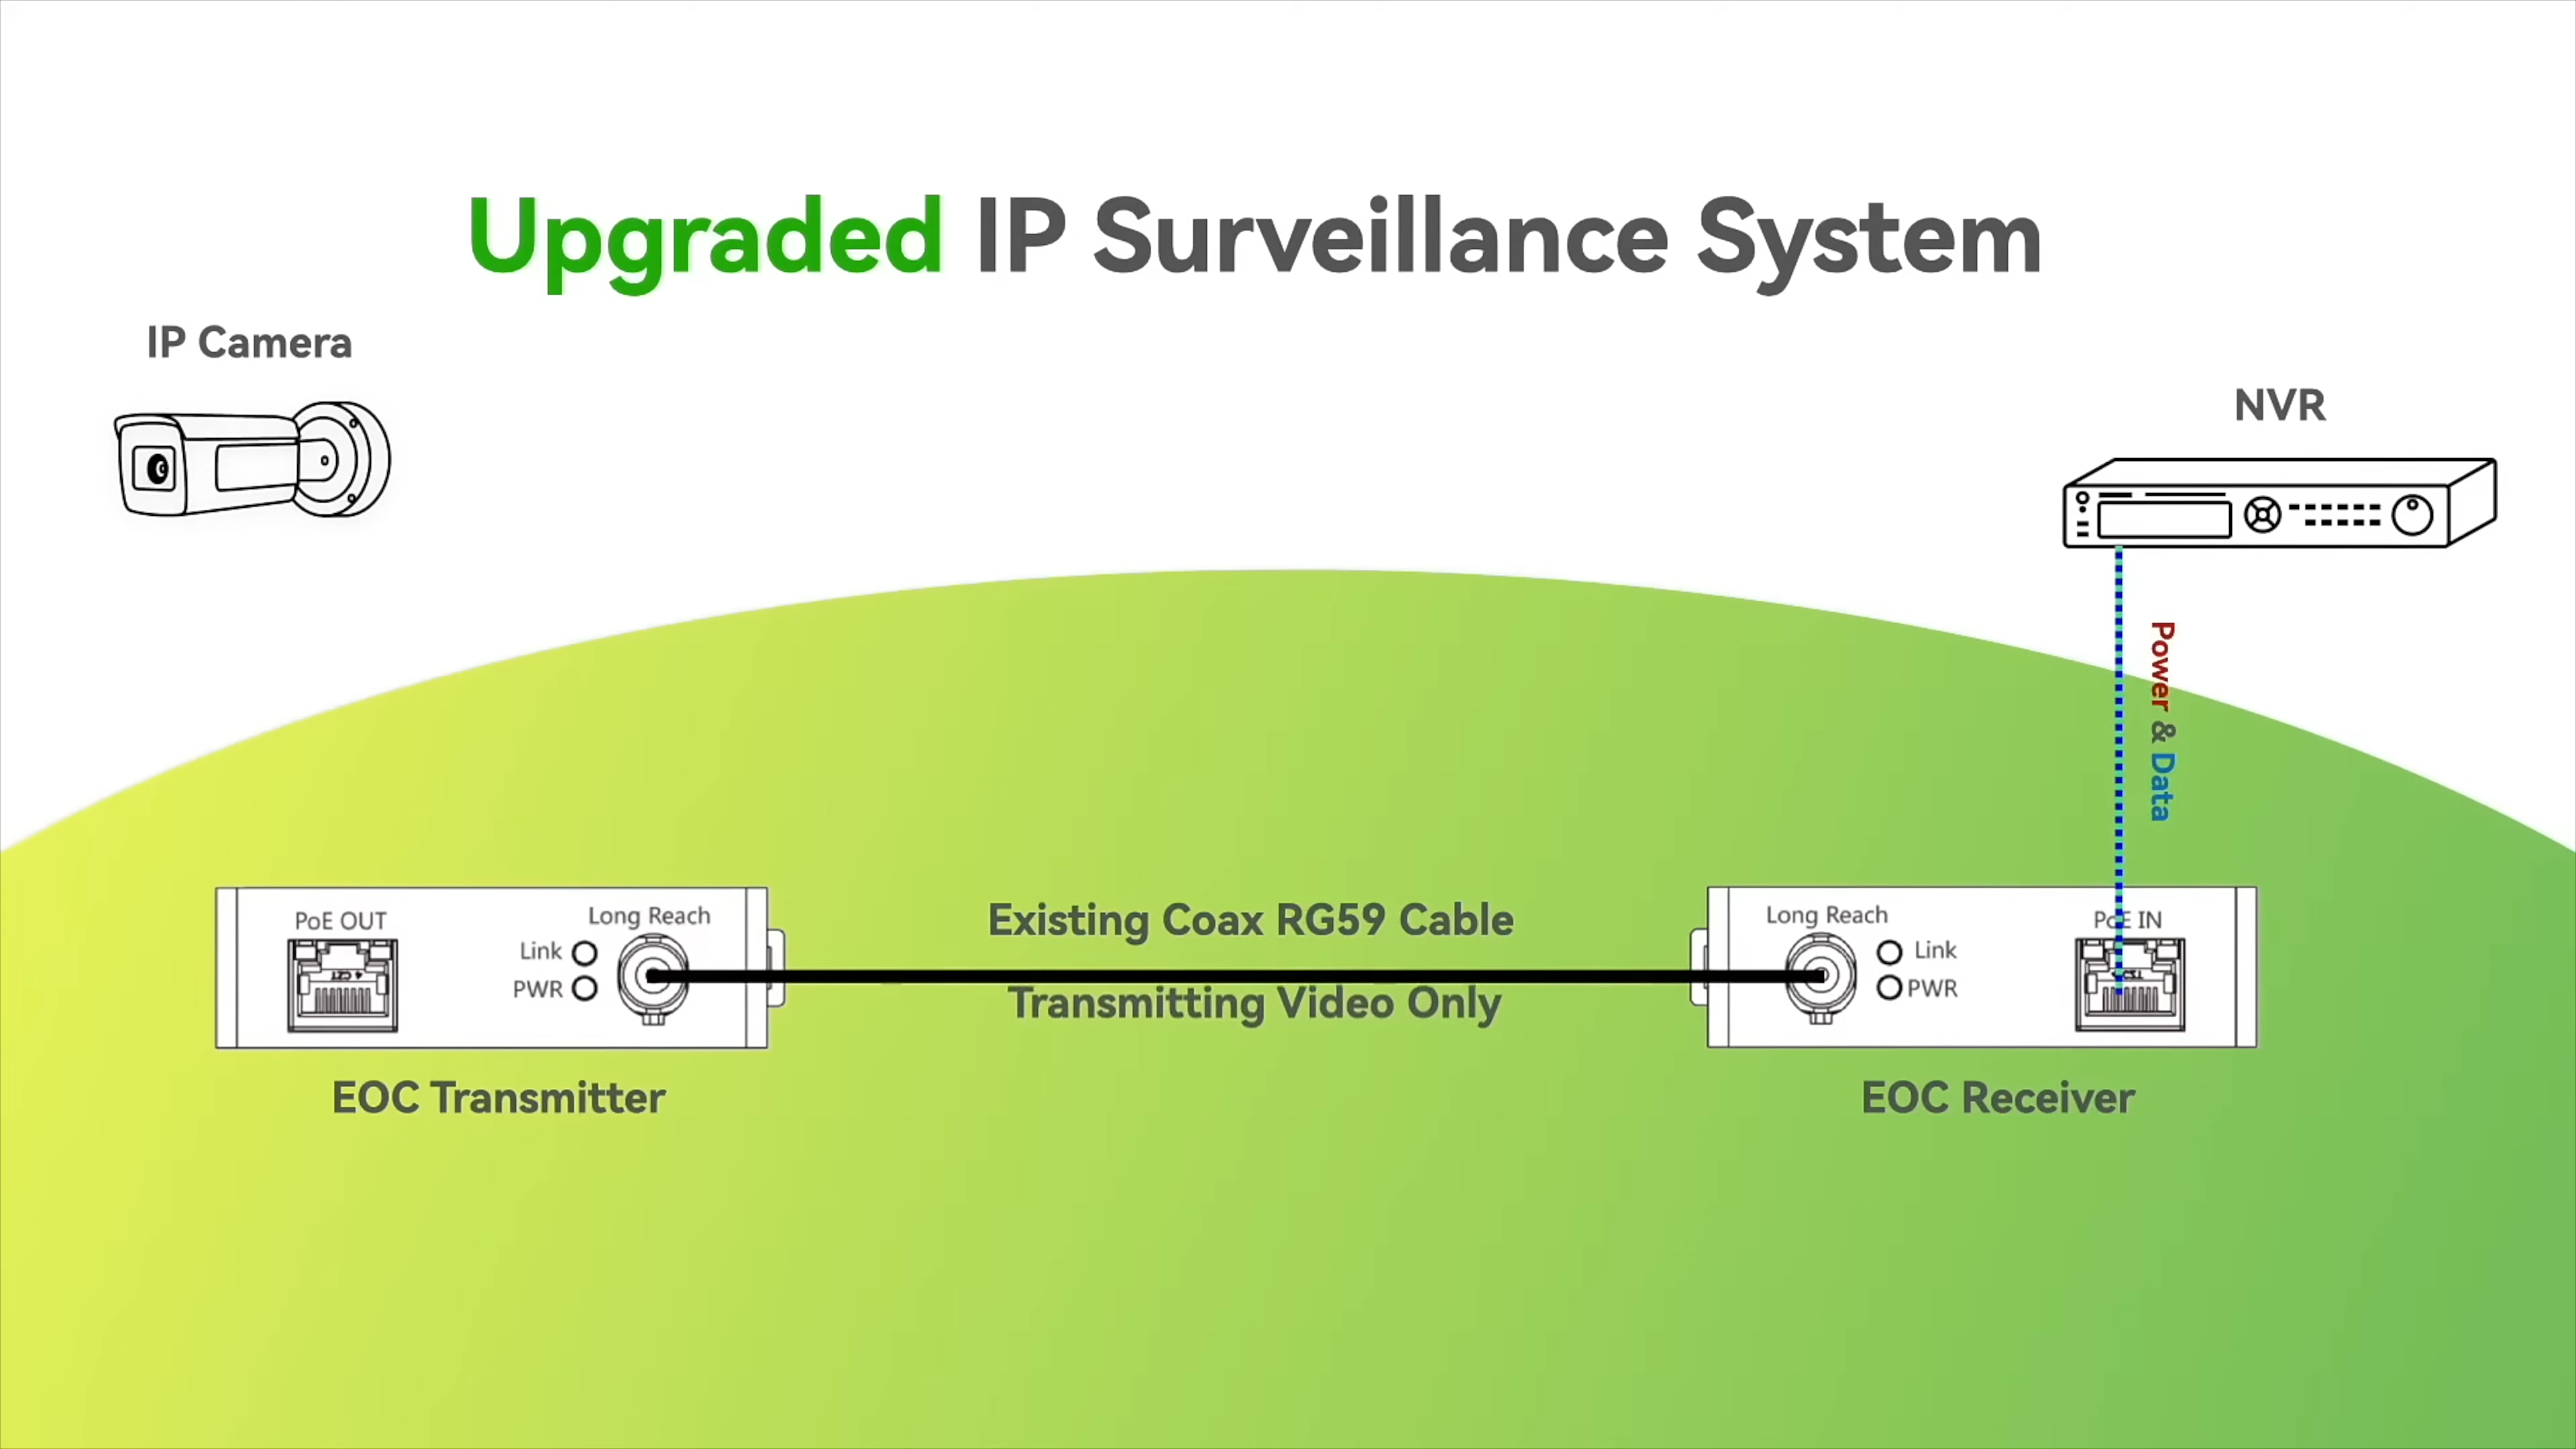 Upgraded IP Surveillance System
IP Camera
NVR
Power & Data
PoE OUT
Long Reach
Link
PWR
Existing Coax RG59 Cable
Transmitting Video Only
Long Reach
Link
PWR
PoE IN
EOC Transmitter
EOC Receiver